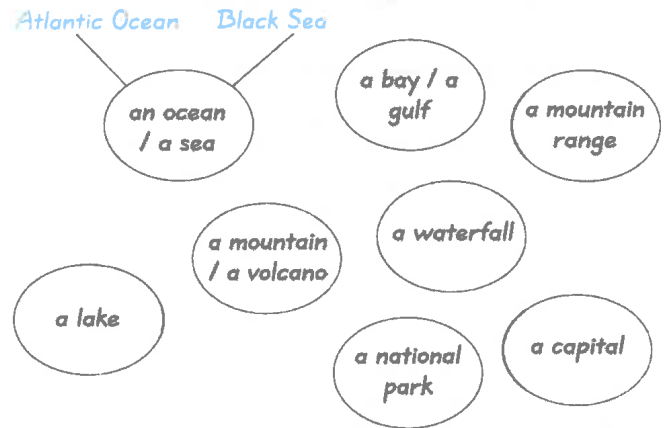 Atlantic Ocean Black Sea
an ocean
/ a sea
a bay / a
gulf
a mountain
range
a mountain
/ a volcano
a waterfall
a lake
a national
park
a capital